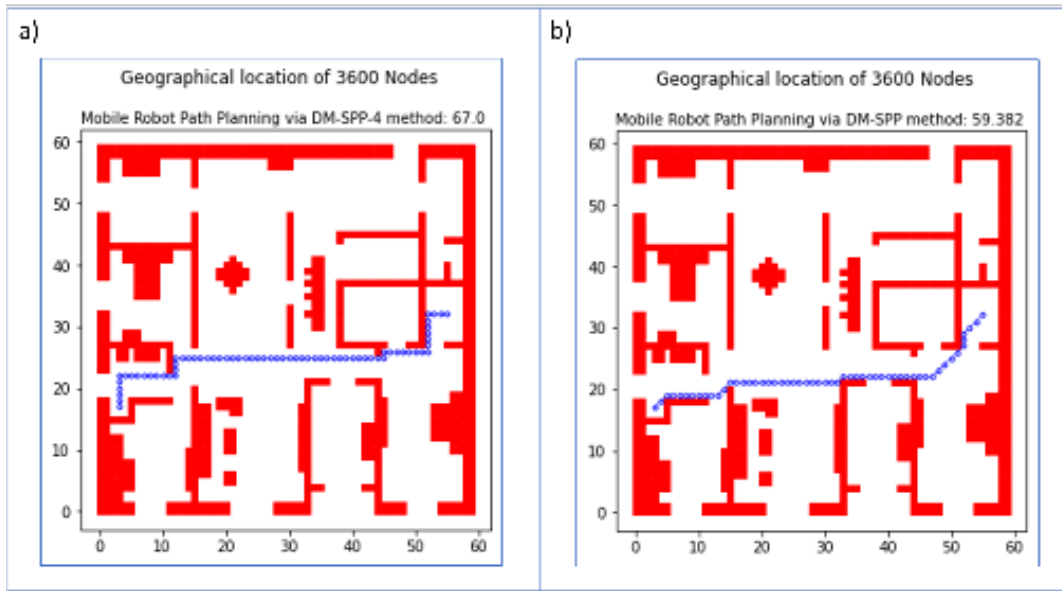 a)
Geographical location of 3600 Nodes
Mobile Robot Path Planning via DM-SPP-4 method: 67.0
60
50
40
30
20
10
0
0 10 20 30 40 50 60
b)
Geographical location of 3600 Nodes
Mobile Robot Path Planning via DM-SPP method: 59.382
60
50
40
30
20
10
0
0 10 20 30 40 50 60